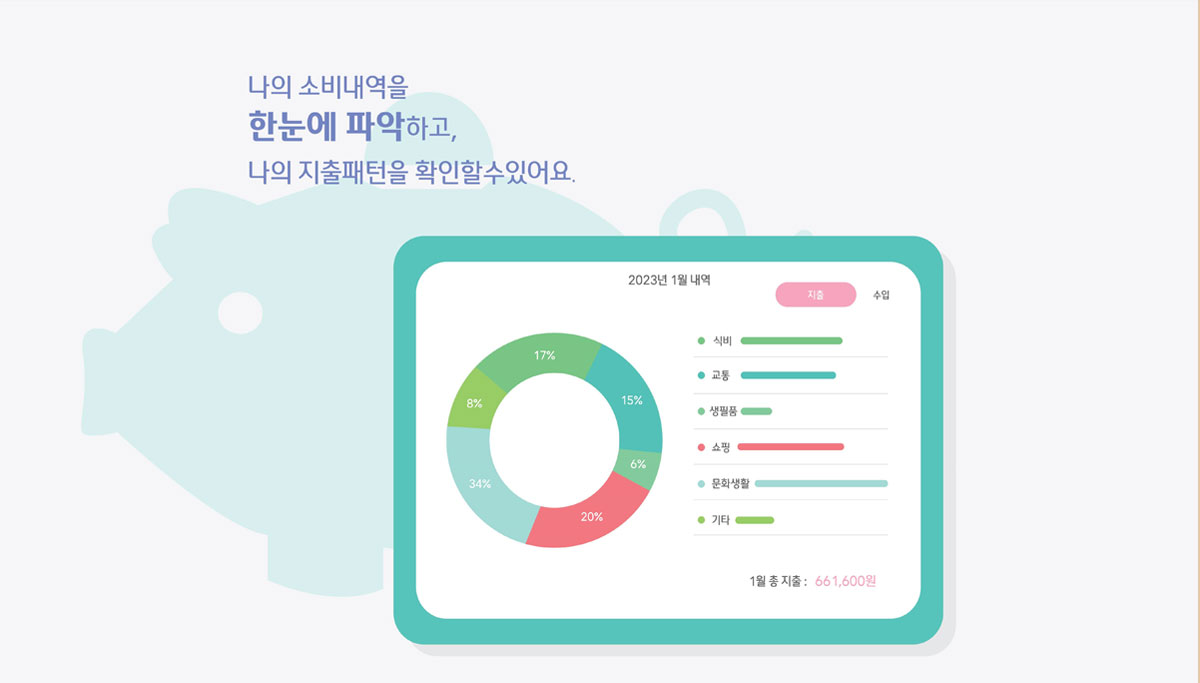 나의 소비내역을
한눈에 파악하고,
나의 지출패턴을 확인할수있어요.
2023년 1월 내역
지출
수입
17%
15%
8%
6%
34%
20%
식비
교통
생필품
쇼핑
문화생활
기타
1월 총 지출 : 661,600원